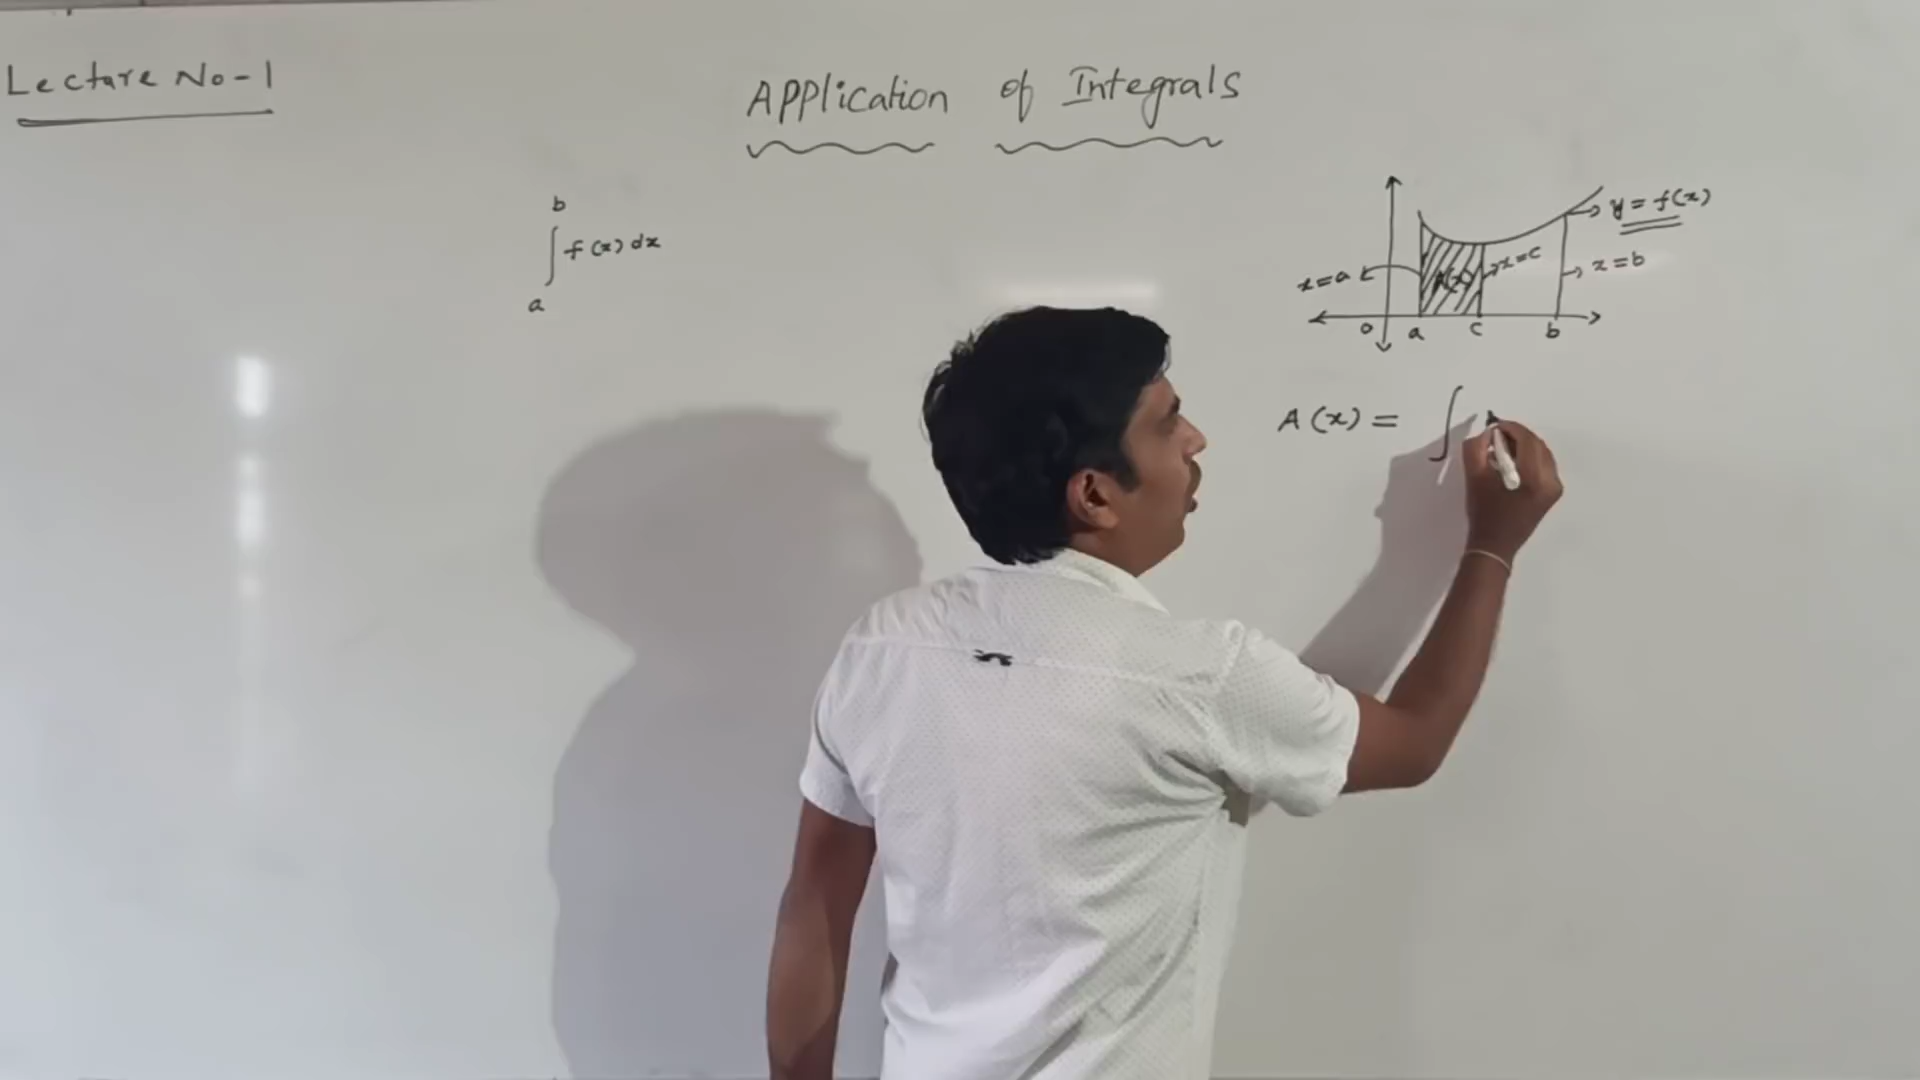 Lecture No-1
Application of Integrals
b
∫ f(x) dx
a
y = f(x)
x=a
A(x)
x=c
x=b
o a c b
A(x) = ∫